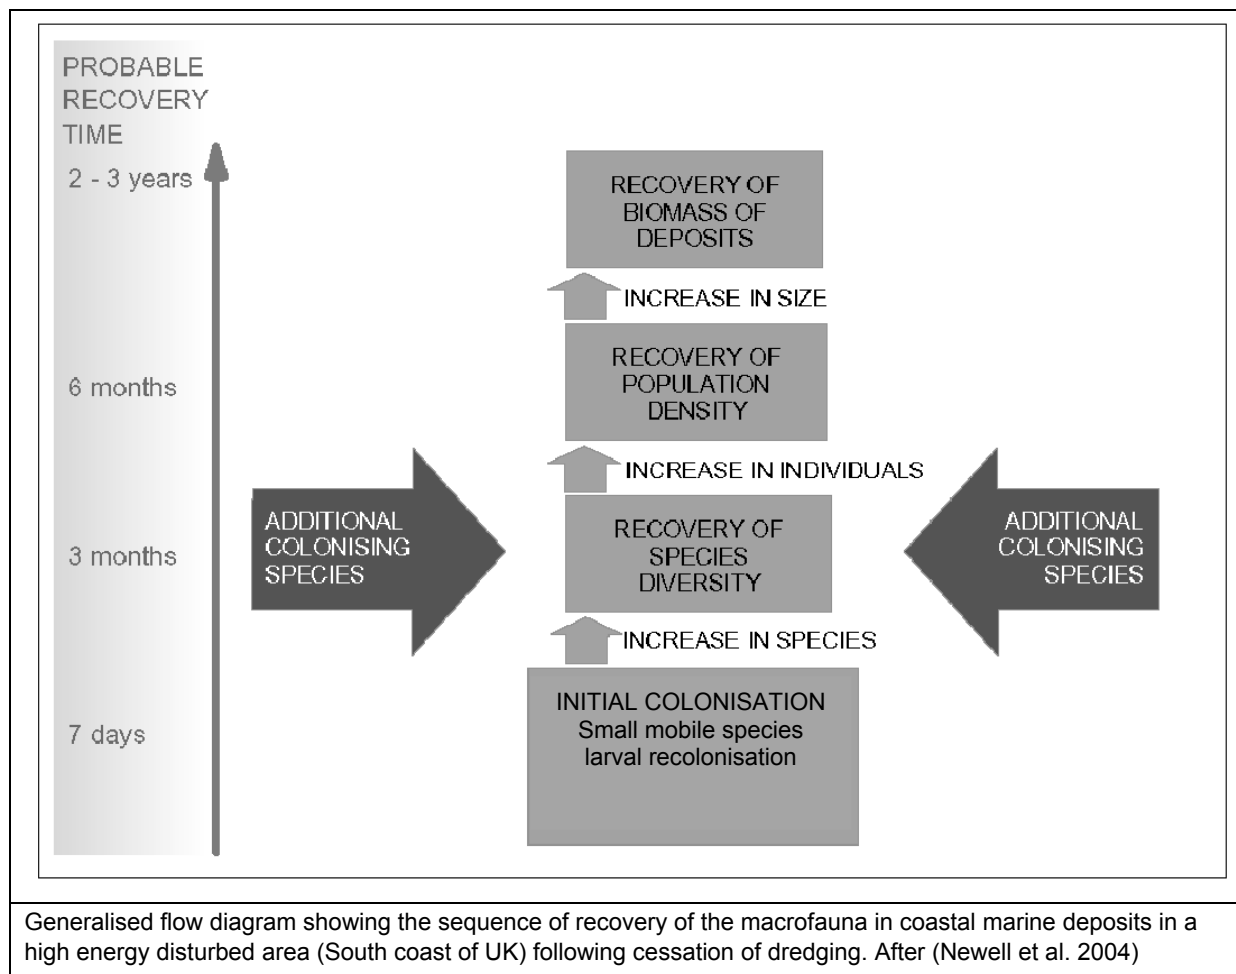 PROBABLE
RECOVERY
TIME
2 - 3 years
6 months
3 months
7 days
RECOVERY OF
BIOMASS OF
DEPOSITS
INCREASE IN SIZE
RECOVERY OF
POPULATION
DENSITY
INCREASE IN INDIVIDUALS
ADDITIONAL
COLONISING
SPECIES
RECOVERY OF
SPECIES
DIVERSITY
ADDITIONAL
COLONISING
SPECIES
INCREASE IN SPECIES
INITIAL COLONISATION
Small mobile species
larval recolonisation
Generalised flow diagram showing the sequence of recovery of the macrofauna in coastal marine deposits in a
high energy disturbed area (South coast of UK) following cessation of dredging. After (Newell et al. 2004)